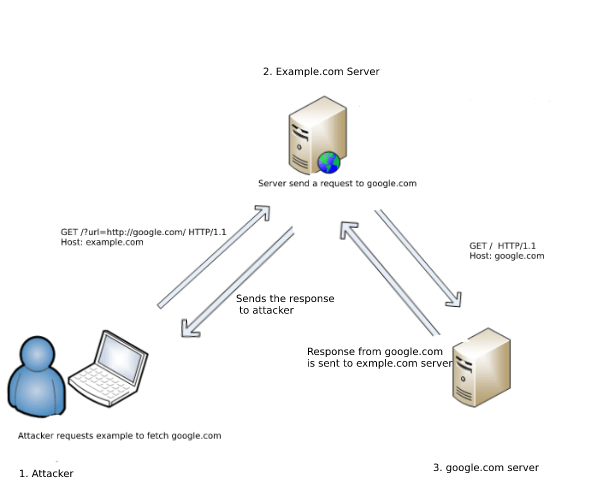 2. Example.com Server
Server send a request to google.com
GET /?url=http://google.com/ HTTP/1.1
Host: example.com
GET / HTTP/1.1
Host: google.com
Sends the response
to attacker
Response from google.com
is sent to exmple.com server
Attacker requests example to fetch google.com
1. Attacker
3. google.com server